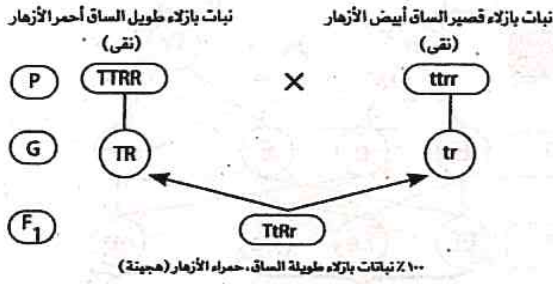 نبات بازلاء طويل الساق أحمر الأزهار
نبات بازلاء قصير الساق أبيض الأزهار
(نقى)
(نقى)
P
TTRR
×
ttrr
G
TR
tr
F1
TtRr
١٠٠٪ نباتات بازلاء طويلة الساق، حمراء الأزهار (هجينة)